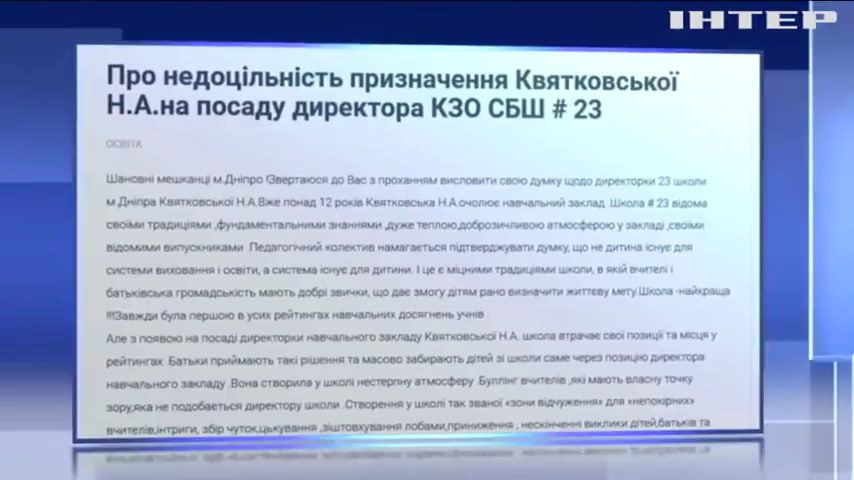 ІНТЕР
Про недоцільність призначення Квятковської
Н.А.на посаду директора КЗО СБШ # 23
ОСВІТА
Шановні мешканці м.Дніпро !Звертаюся до Вас з проханням висловити свою думку щодо директорки 23 школи
м.Дніпра Квятковської Н.А.Вже понад 12 років Квятковська Н.А.очолює навчальний заклад .Школа # 23 відома
своїми традиціями ,фундаментальними знаннями ,дуже теплою,доброзичливою атмосферою у закладі ,своїми
відомими випускниками .Педагогічний колектив намагається підтверджувати думку, що не дитина існує для
системи виховання і освіти, а система існує для дитини. І це є міцними традиціями школи, в якій вчителі і
батьківська громадськість мають добрі звички, що дає змогу дітям рано визначити життєву мету.Школа -найкраща
!!!Завжди була першою в усіх рейтингах навчальних досягнень учнів .
Але з появою на посаді директорки навчального закладу Квятковської Н.А. школа втрачає свої позиції та місця у
рейтингах .Батьки приймають такі рішення та масово забирають дітей зі школи саме через позицію директора
навчального закладу .Вона створила у школі нестерпну атмосферу .Буллінг вчителів ,які мають власну точку
зору,яка не подобається директору школи .Створення у школі так званої «зони відчуження» для «непокірних»
вчителів,інтриги, збір чуток,цькування ,зіштовхування лобами,приниження , нескінченні виклики дітей,батьків та